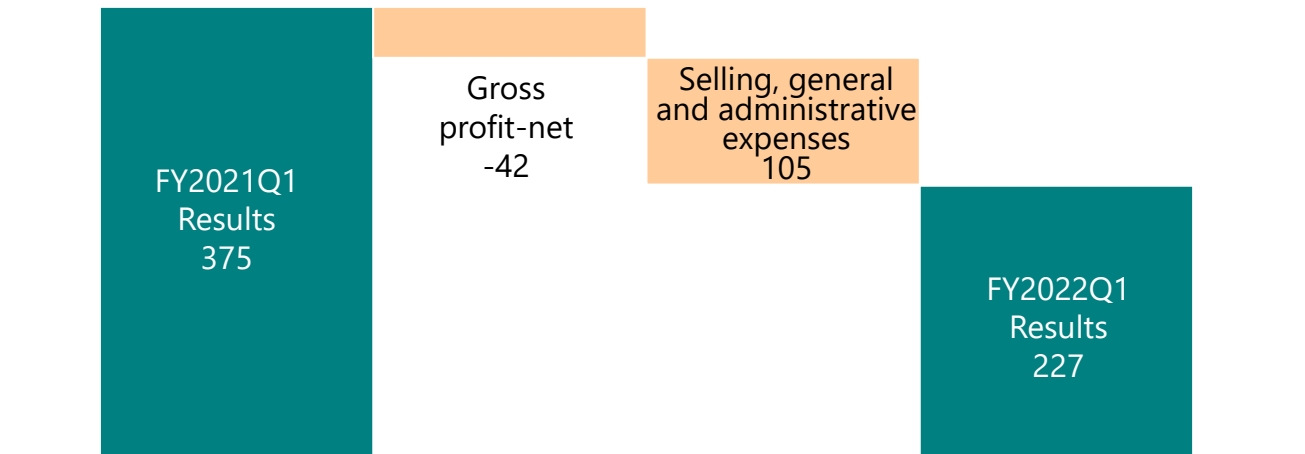 FY2021Q1
Results
375
Gross
profit-net
-42
Selling, general
and administrative
expenses
105
FY2022Q1
Results
227